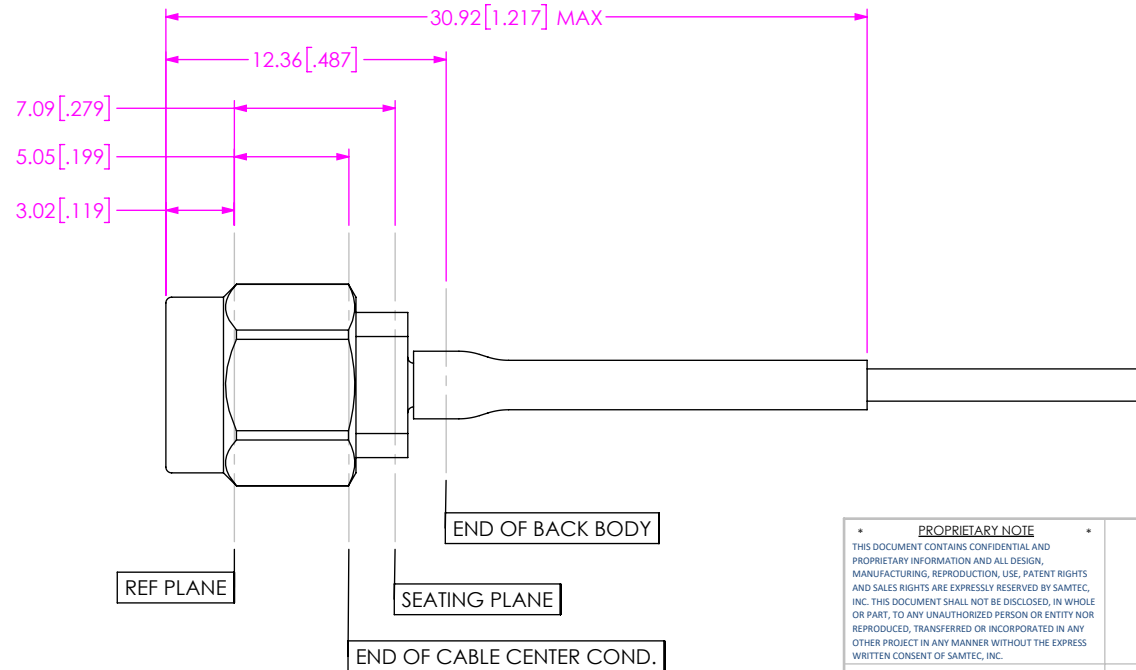 30.92[1.217] MAX
12.36[.487]
7.09[.279]
5.05[.199]
3.02[.119]
END OF BACK BODY
REF PLANE
SEATING PLANE
END OF CABLE CENTER COND.
* PROPRIETARY NOTE *
THIS DOCUMENT CONTAINS CONFIDENTIAL AND
PROPRIETARY INFORMATION AND ALL DESIGN,
MANUFACTURING, REPRODUCTION, USE, PATENT RIGHTS
AND SALES RIGHTS ARE EXPRESSLY RESERVED BY SAMTEC,
INC. THIS DOCUMENT SHALL NOT BE DISCLOSED, IN WHOLE
OR PART, TO ANY UNAUTHORIZED PERSON OR ENTITY NOR
REPRODUCED, TRANSFERRED OR INCORPORATED IN ANY
OTHER PROJECT IN ANY MANNER WITHOUT THE EXPRESS
WRITTEN CONSENT OF SAMTEC, INC.